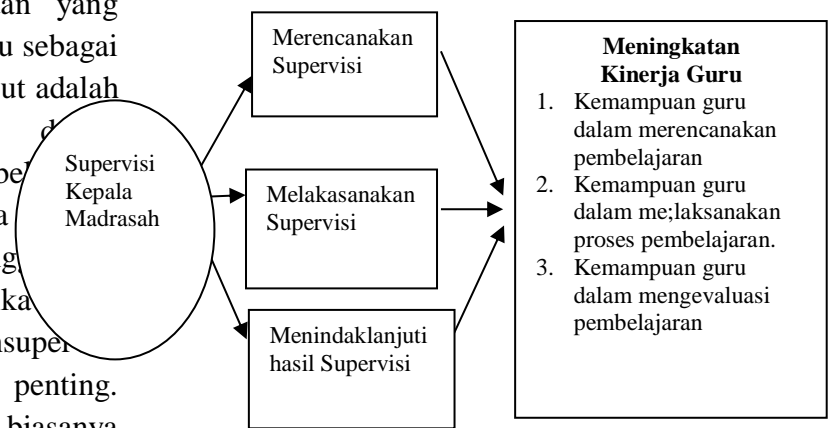 yang
sebagai
adalah
penting.
biasanya
Supervisi
Kepala
Madrasah
Merencanakan
Supervisi
Melakasanakan
Supervisi
Menindaklanjuti
hasil Supervisi
Meningkatan
Kinerja Guru
1. Kemampuan guru
dalam merencanakan
pembelajaran
2. Kemampuan guru
dalam me;laksanakan
proses pembelajaran.
3. Kemampuan guru
dalam mengevaluasi
pembelajaran